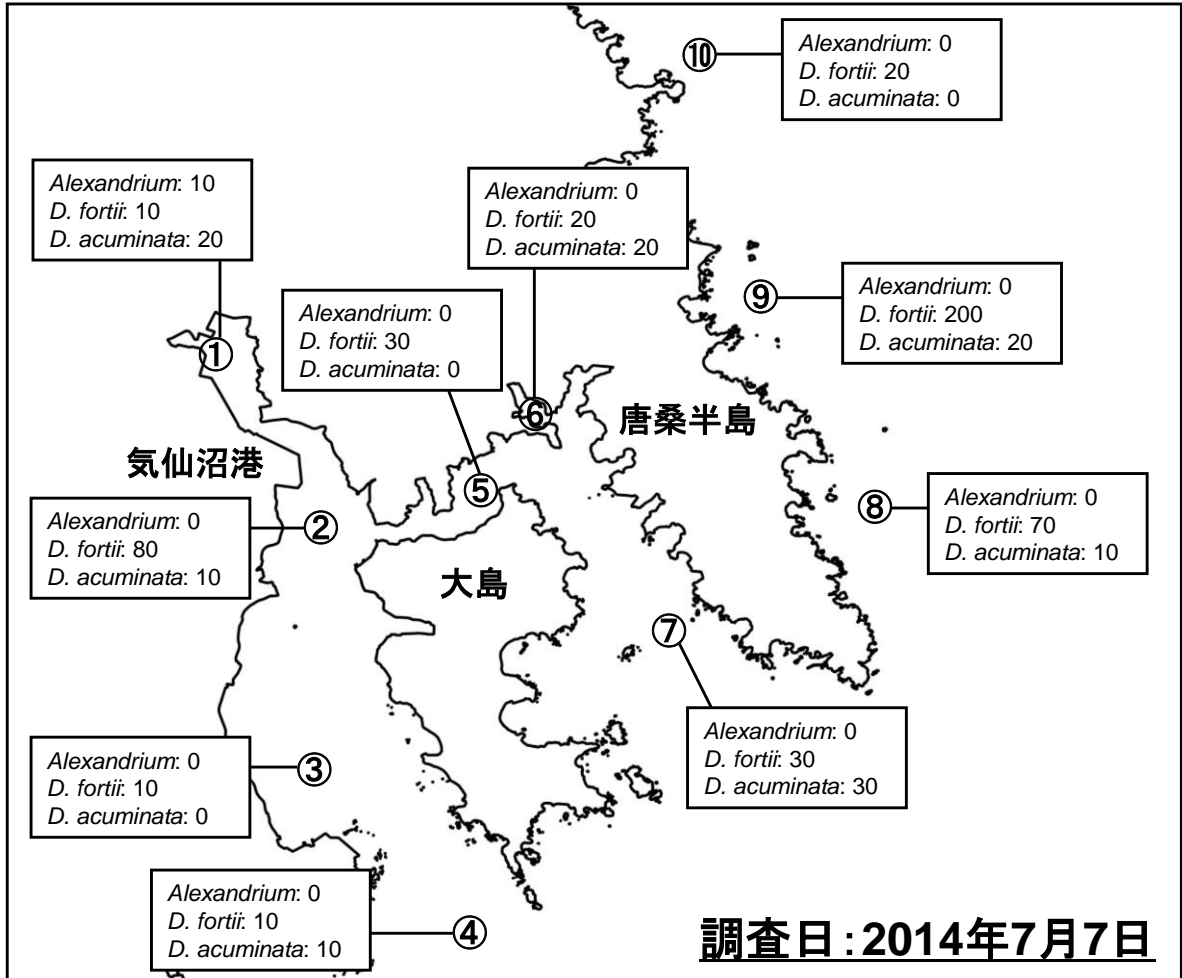 ⑩
Alexandrium: 0
D. fortii: 20
D. acuminata: 0
Alexandrium: 10
D. fortii: 10
D. acuminata: 20
①
Alexandrium: 0
D. fortii: 20
D. acuminata: 20
⑥
Alexandrium: 0
D. fortii: 200
D. acuminata: 20
⑨
Alexandrium: 0
D. fortii: 30
D. acuminata: 0
⑤
唐桑半島
気仙沼港
Alexandrium: 0
D. fortii: 80
D. acuminata: 10
②
⑧
Alexandrium: 0
D. fortii: 70
D. acuminata: 10
大島
⑦
Alexandrium: 0
D. fortii: 30
D. acuminata: 30
Alexandrium: 0
D. fortii: 10
D. acuminata: 0
③
Alexandrium: 0
D. fortii: 10
D. acuminata: 10
④
調査日:2014年7月7日